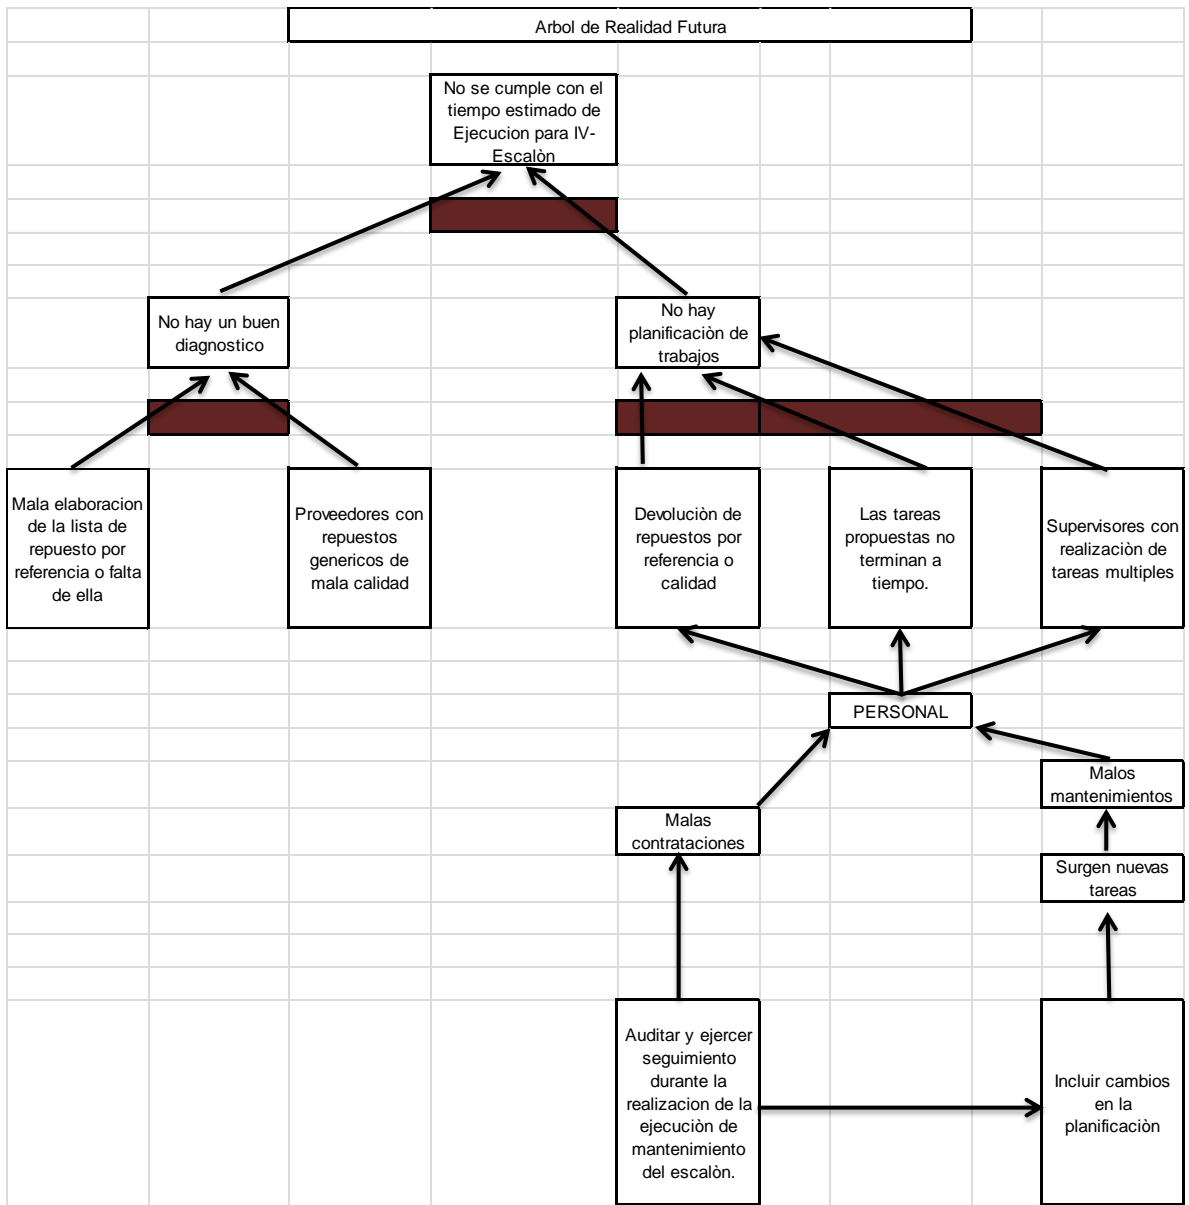 Arbol de Realidad Futura
No se cumple con el
tiempo estimado de
Ejecucion para IV-
Escalòn
No hay un buen
diagnostico
No hay
planificaciòn de
trabajos
Mala elaboracion
de la lista de
repuesto por
referencia o falta
de ella
Proveedores con
repuestos
genericos de
mala calidad
Devoluciòn de
repuestos por
referencia o
calidad
Las tareas
propuestas no
terminan a
tiempo.
Supervisores con
realizaciòn de
tareas multiples
PERSONAL
Malos
mantenimientos
Malas
contrataciones
Surgen nuevas
tareas
Auditar y ejercer
seguimiento
durante la
realizacion de la
ejecuciòn de
mantenimiento
del escalòn.
Incluir cambios
en la
planificaciòn